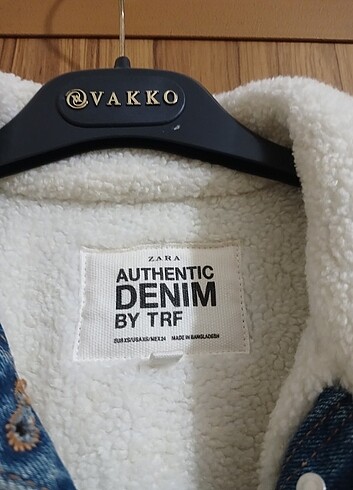 VAKKO
ZARA
AUTHENTIC
DENIM
BY TRF
EUR XS/USA XS/MEX 24 MADE IN BANGLADESH